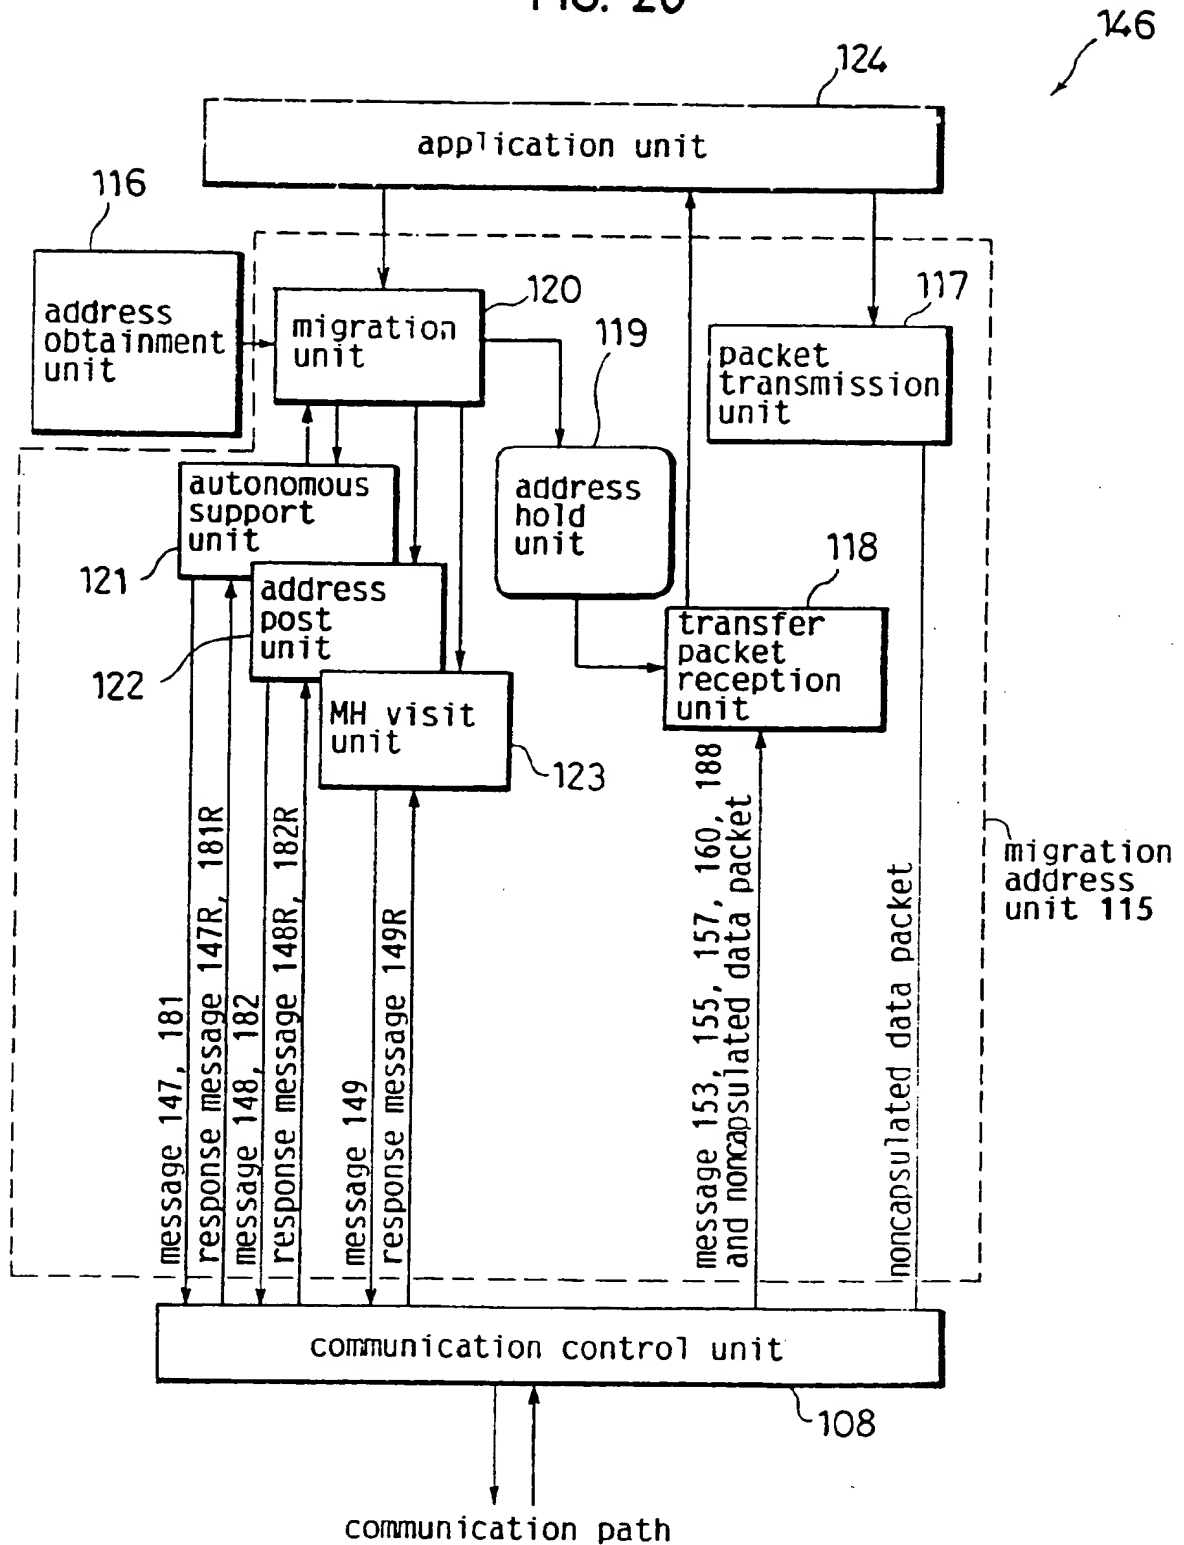 FIG. 20
146
124
application unit
116
address
obtainment
unit
120
migration
unit
119
117
packet
transmission
unit
autonomous
support
unit
121
address
hold
unit
118
address
post
unit
122
transfer
packet
reception
unit
MH visit
unit
123
migration
address
unit 115
message 147, 181
response message 147R, 181R
message 148, 182
response message 148R, 182R
message 149
response message 149R
message 153, 155, 157, 160, 188
and noncapsulated data packet
noncapsulated data packet
communication control unit
108
communication path